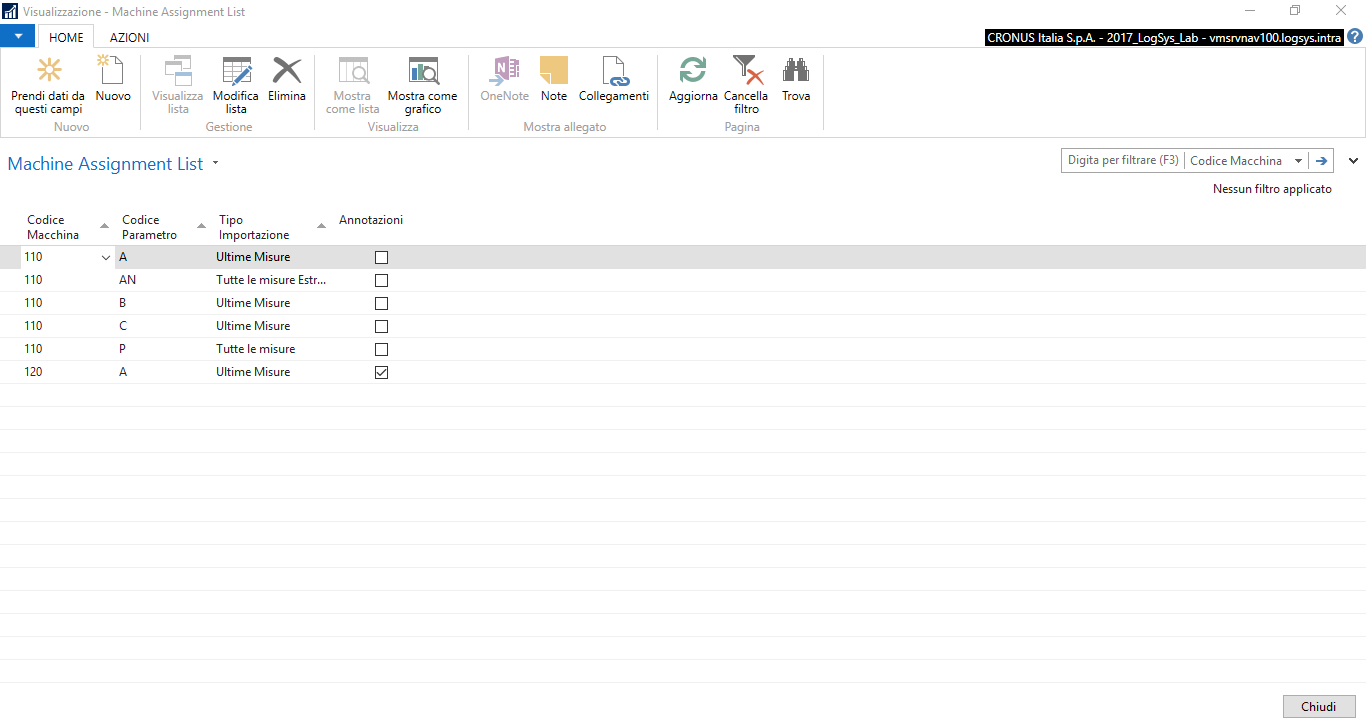 Visualizzazione - Machine Assignment List
HOME
AZIONI
CRONUS Italia S.p.A. - 2017_LogSys_Lab - vmsrvnav100.logsys.intra
?
Prendi dati da
questi campi
Nuovo
Visualizza
lista
Modifica
lista
Elimina
Mostra
come lista
Mostra come
grafico
OneNote
Note
Collegamenti
Aggiorna
Cancella
filtro
Trova
Nuovo
Gestione
Visualizza
Mostra allegato
Pagina
Machine Assignment List
Digita per filtrare (F3)
Codice Macchina
Nessun filtro applicato
Codice
Macchina
Codice
Parametro
Tipo
Importazione
Annotazioni
110 A Ultime Misure
110 AN Tutte le misure Estr...
110 B Ultime Misure
110 C Ultime Misure
110 P Tutte le misure
120 A Ultime Misure
Chiudi